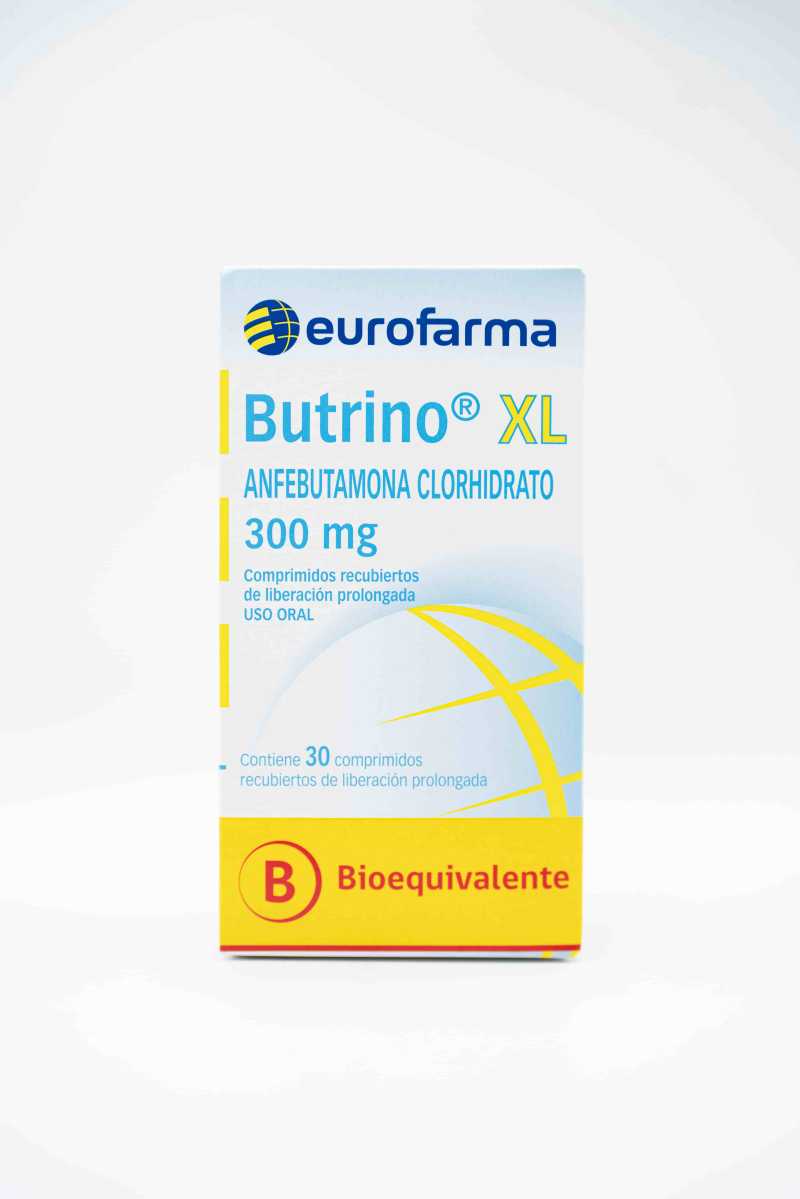 eurofarma
Butrino® XL
ANFEBUTAMONA CLORHIDRATO
300 mg
Comprimidos recubiertos
de liberación prolongada
USO ORAL
Contiene 30 comprimidos
recubiertos de liberación prolongada
B Bioequivalente